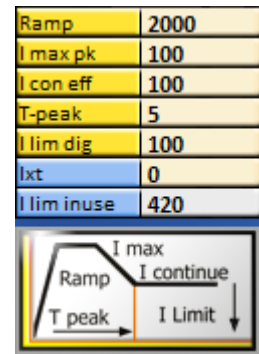 Ramp 2000
I max pk 100
I con eff 100
T-peak 5
I lim dig 100
Ixt 0
I lim inuse 420
I max
Ramp I continue
T peak I Limit